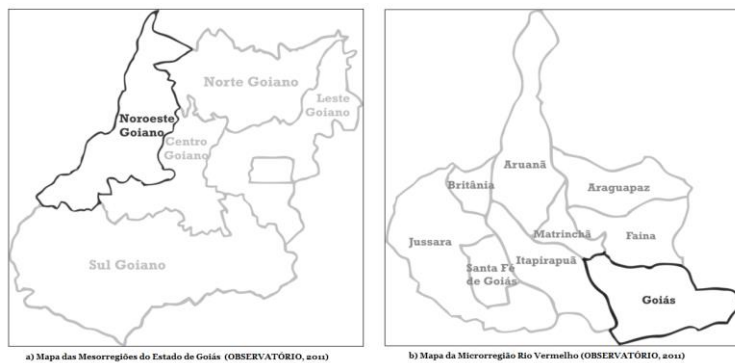 Norte Goiano
Leste
Goiano
Noroeste
Goiano
Centro
Goiano
Sul Goiano
a) Mapa das Mesorregiões do Estado de Goiás (OBSERVATÓRIO, 2011)
Aruanã
Britânia
Araguapaz
Matrinchã
Faina
Jussara
Itapirapuã
Santa Fé
de Goiás
Goiás
b) Mapa da Microrregião Rio Vermelho (OBSERVATÓRIO, 2011)